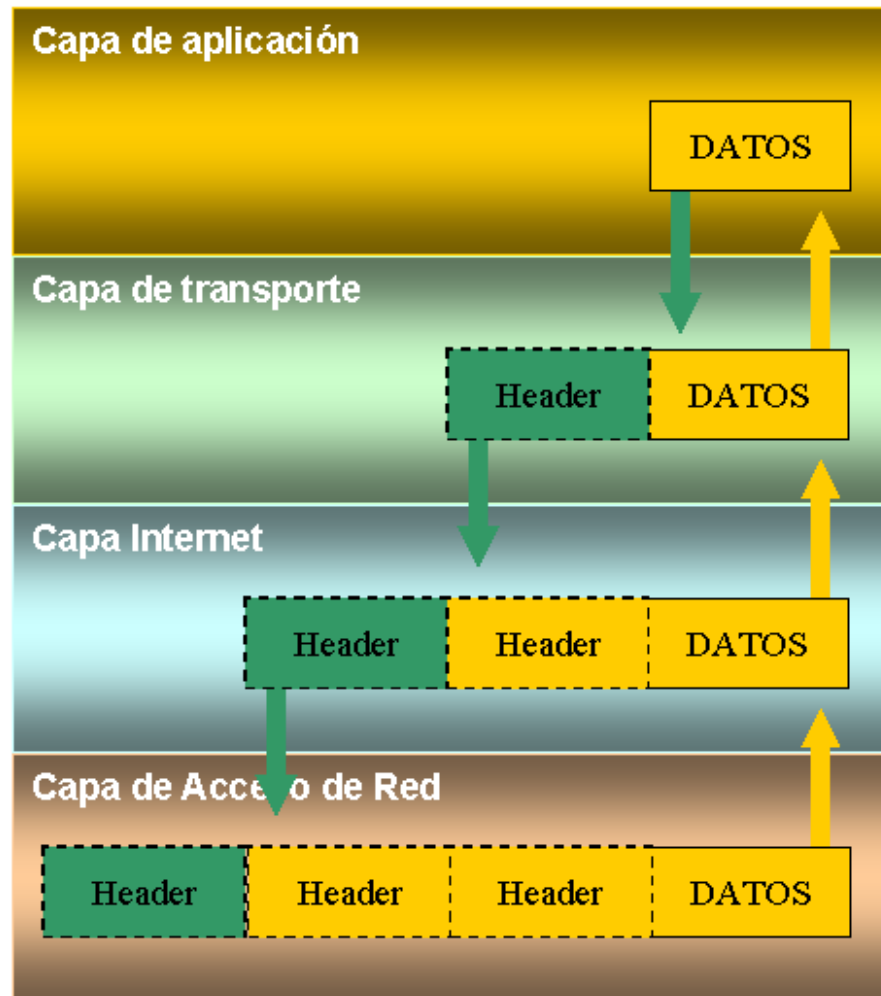 Capa de aplicación
DATOS
Capa de transporte
Header DATOS
Capa Internet
Header Header DATOS
Capa de Acceso de Red
Header Header Header DATOS